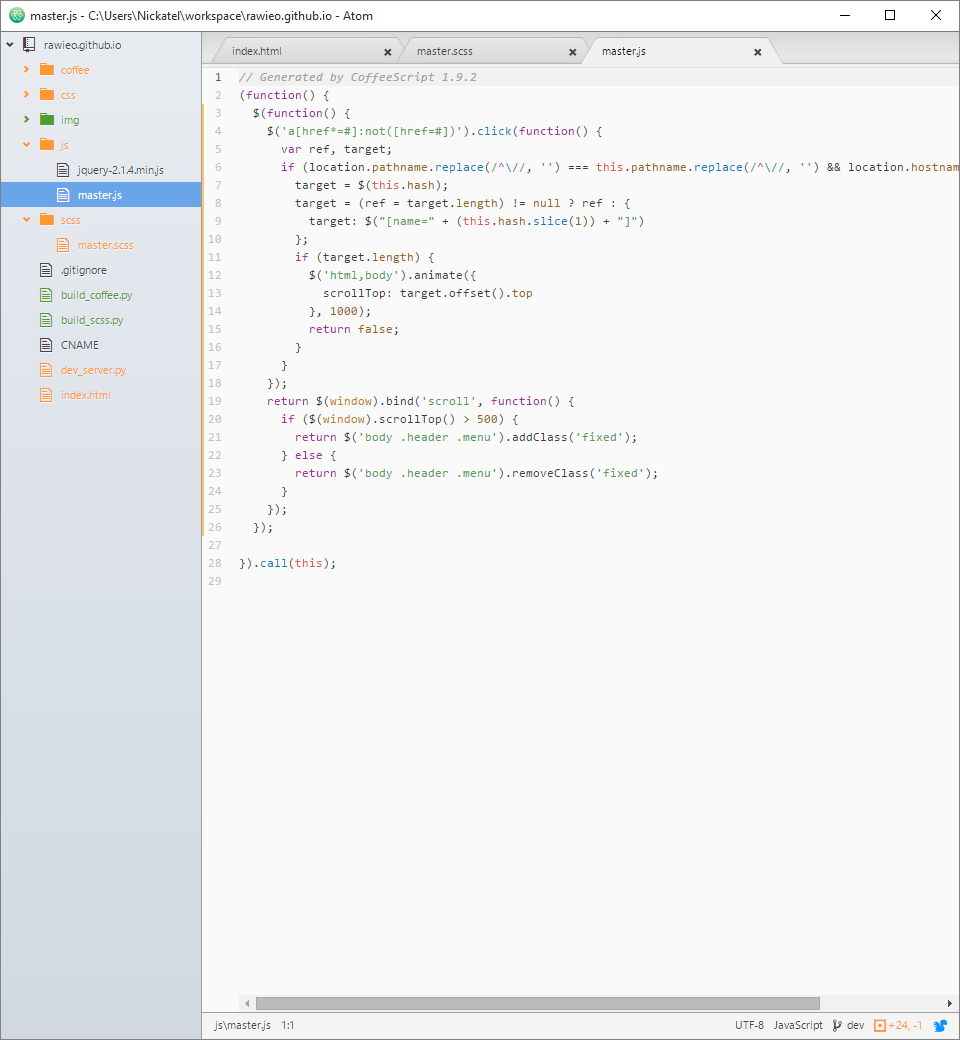 master.js - C:\Users\Nickatel\workspace\rawieo.github.io - Atom
rawieo.github.io
coffee
css
img
js
jquery-2.1.4.min.js
master.js
scss
master.scss
.gitignore
build_coffee.py
build_scss.py
CNAME
dev_server.py
index.html
index.html master.scss master.js
1 // Generated by CoffeeScript 1.9.2
2 (function() {
3   $(function() {
4     $('a[href*=#]:not([href=#])').click(function() {
5       var ref, target;
6       if (location.pathname.replace(/^\//, '') === this.pathname.replace(/^\//, '') && location.hostnam
7         target = $(this.hash);
8         target = (ref = target.length) != null ? ref : {
9           target: $("[name=" + (this.hash.slice(1)) + "]")
10         };
11         if (target.length) {
12           $('html,body').animate({
13             scrollTop: target.offset().top
14           }, 1000);
15           return false;
16         }
17       }
18     });
19     return $(window).bind('scroll', function() {
20       if ($(window).scrollTop() > 500) {
21         return $('body .header .menu').addClass('fixed');
22       } else {
23         return $('body .header .menu').removeClass('fixed');
24       }
25     });
26   });
27
28 }).call(this);
29
js\master.js 1:1 UTF-8 JavaScript dev +24, -1